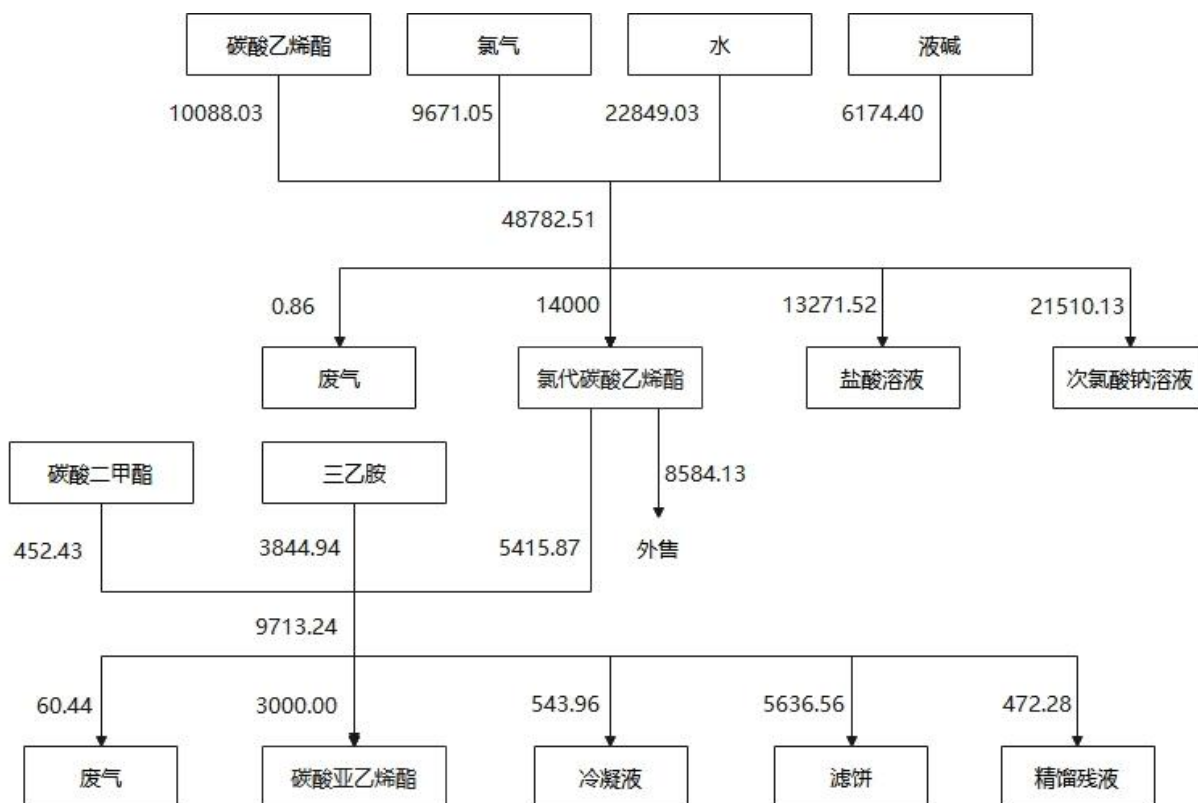 碳酸乙烯酯
氯气
水
液碱
10088.03
9671.05
22849.03
6174.40
48782.51
0.86
14000
13271.52
21510.13
废气
氯代碳酸乙烯酯
盐酸溶液
次氯酸钠溶液
碳酸二甲酯
三乙胺
8584.13
452.43
3844.94
5415.87
外售
9713.24
60.44
3000.00
543.96
5636.56
472.28
废气
碳酸亚乙烯酯
冷凝液
滤饼
精馏残液